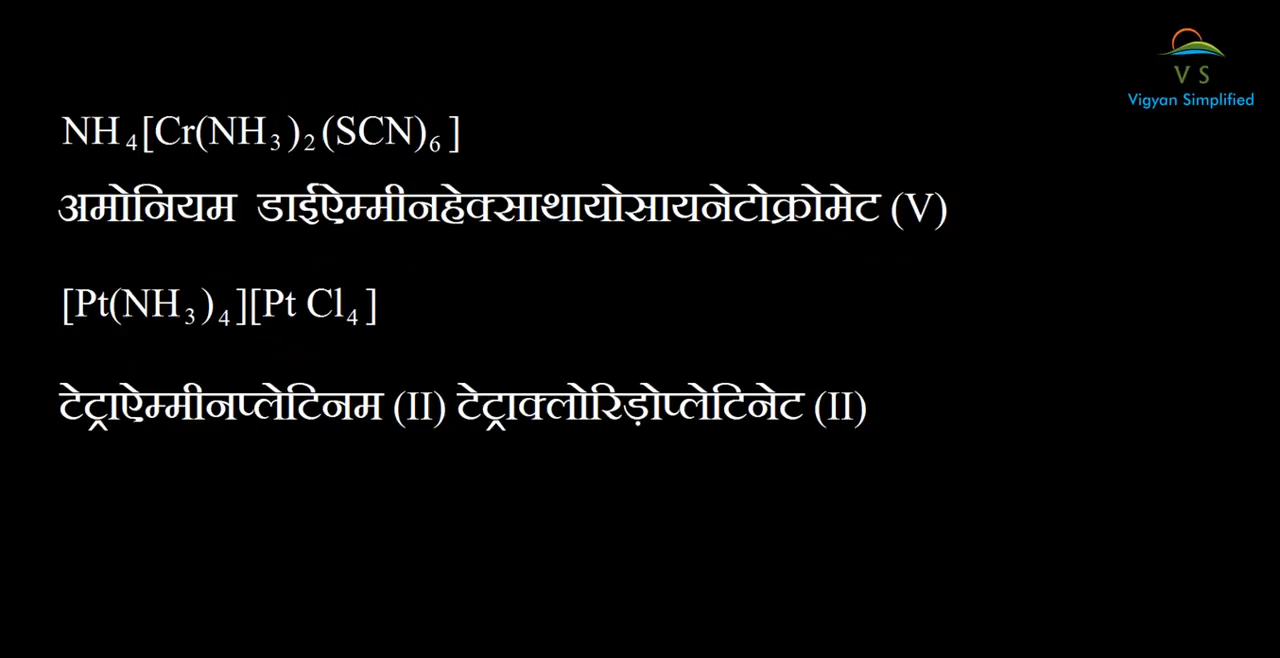 V S
Vigyan Simplified
NH₄[Cr(NH₃)₂(SCN)₆]
अमोनियम डाईऐम्मीनहेक्साथायोसायनेटोक्रोमेट (V)
[Pt(NH₃)₄][Pt Cl₄]
टेट्राऐम्मीनप्लेटिनम (II) टेट्राक्लोरिड़ोप्लेटिनेट (II)